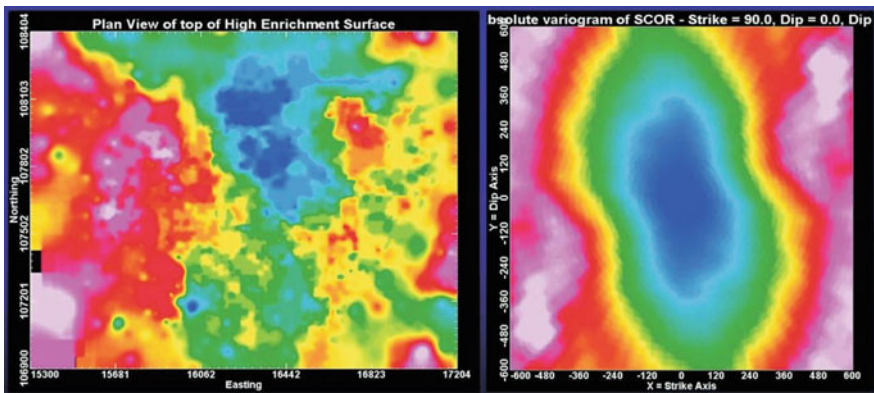 Plan View of top of High Enrichment Surface
108404
108103
107802
107502
107201
106900
Northing
15300 15681 16062 16442 16823 17204
Easting
bsolute variogram of SCOR - Strike = 90.0, Dip = 0.0, Dip
600
480
360
240
120
0
-120
-240
-360
-480
-600
Y = Dip Axis
-600 -480 -360 -240 -120 0 120 240 360 480 600
X = Strike Axis